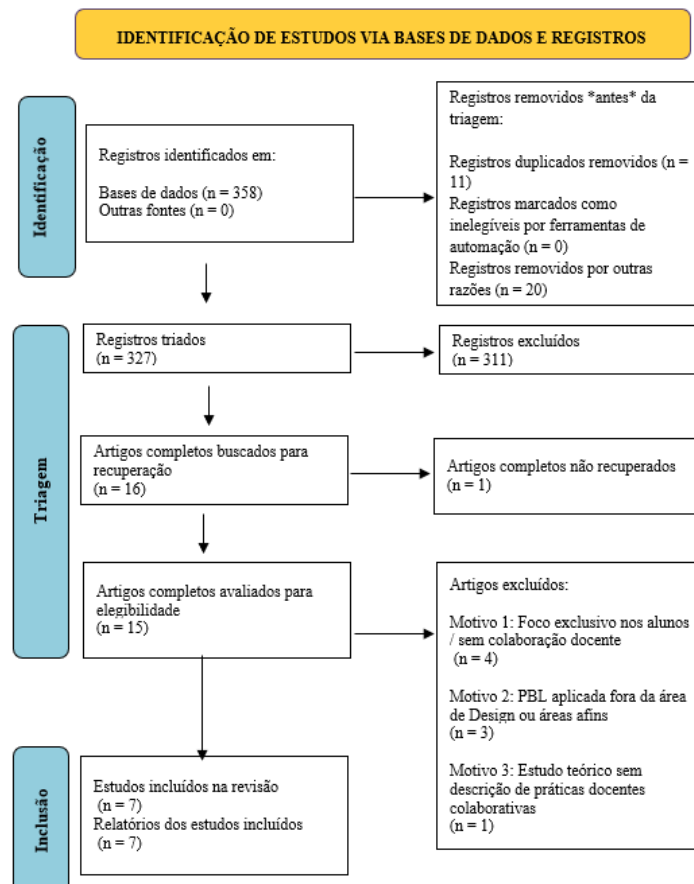 IDENTIFICAÇÃO DE ESTUDOS VIA BASES DE DADOS E REGISTROS
Identificação
Registros identificados em:
Bases de dados (n = 358)
Outras fontes (n = 0)
Registros removidos *antes* da
triagem:
Registros duplicados removidos (n =
11)
Registros marcados como
inelegíveis por ferramentas de
automação (n = 0)
Registros removidos por outras
razões (n = 20)
Triagem
Registros triados
(n = 327)
Registros excluídos
(n = 311)
Artigos completos buscados para
recuperação
(n = 16)
Artigos completos não recuperados
(n = 1)
Artigos completos avaliados para
elegibilidade
(n = 15)
Artigos excluídos:
Motivo 1: Foco exclusivo nos alunos
/ sem colaboração docente
(n = 4)
Motivo 2: PBL aplicada fora da área
de Design ou áreas afins
(n = 3)
Motivo 3: Estudo teórico sem
descrição de práticas docentes
colaborativas
(n = 1)
Inclusão
Estudos incluídos na revisão
(n = 7)
Relatórios dos estudos incluídos
(n = 7)